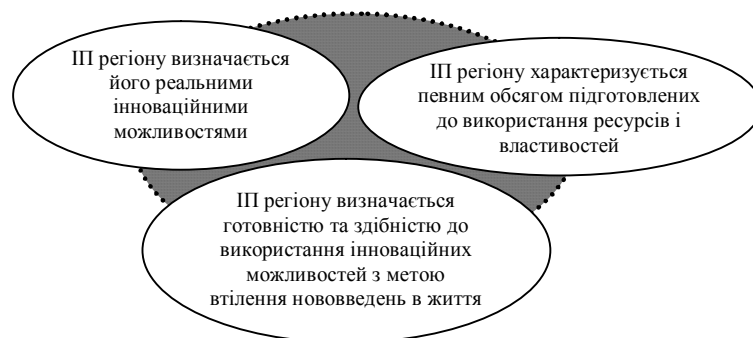 ІП регіону визначається
його реальними
інноваційними
можливостями
ІП регіону характеризується
певним обсягом підготовлених
до використання ресурсів і
властивостей
ІП регіону визначається
готовністю та здібністю до
використання інноваційних
можливостей з метою
втілення нововведень в життя